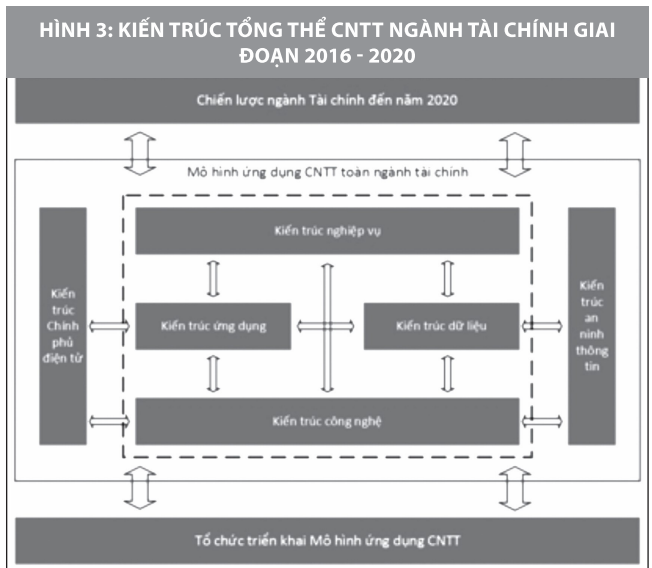 HÌNH 3: KIẾN TRÚC TỔNG THỂ CNTT NGÀNH TÀI CHÍNH GIAI
ĐOẠN 2016 - 2020
Chiến lược ngành Tài chính đến năm 2020
Mô hình ứng dụng CNTT toàn ngành tài chính
Kiến trúc nghiệp vụ
Kiến
trúc
Chính
phủ
điện tử
Kiến trúc ứng dụng
Kiến trúc dữ liệu
Kiến
trúc
an
ninh
thông
tin
Kiến trúc công nghệ
Tổ chức triển khai Mô hình ứng dụng CNTT